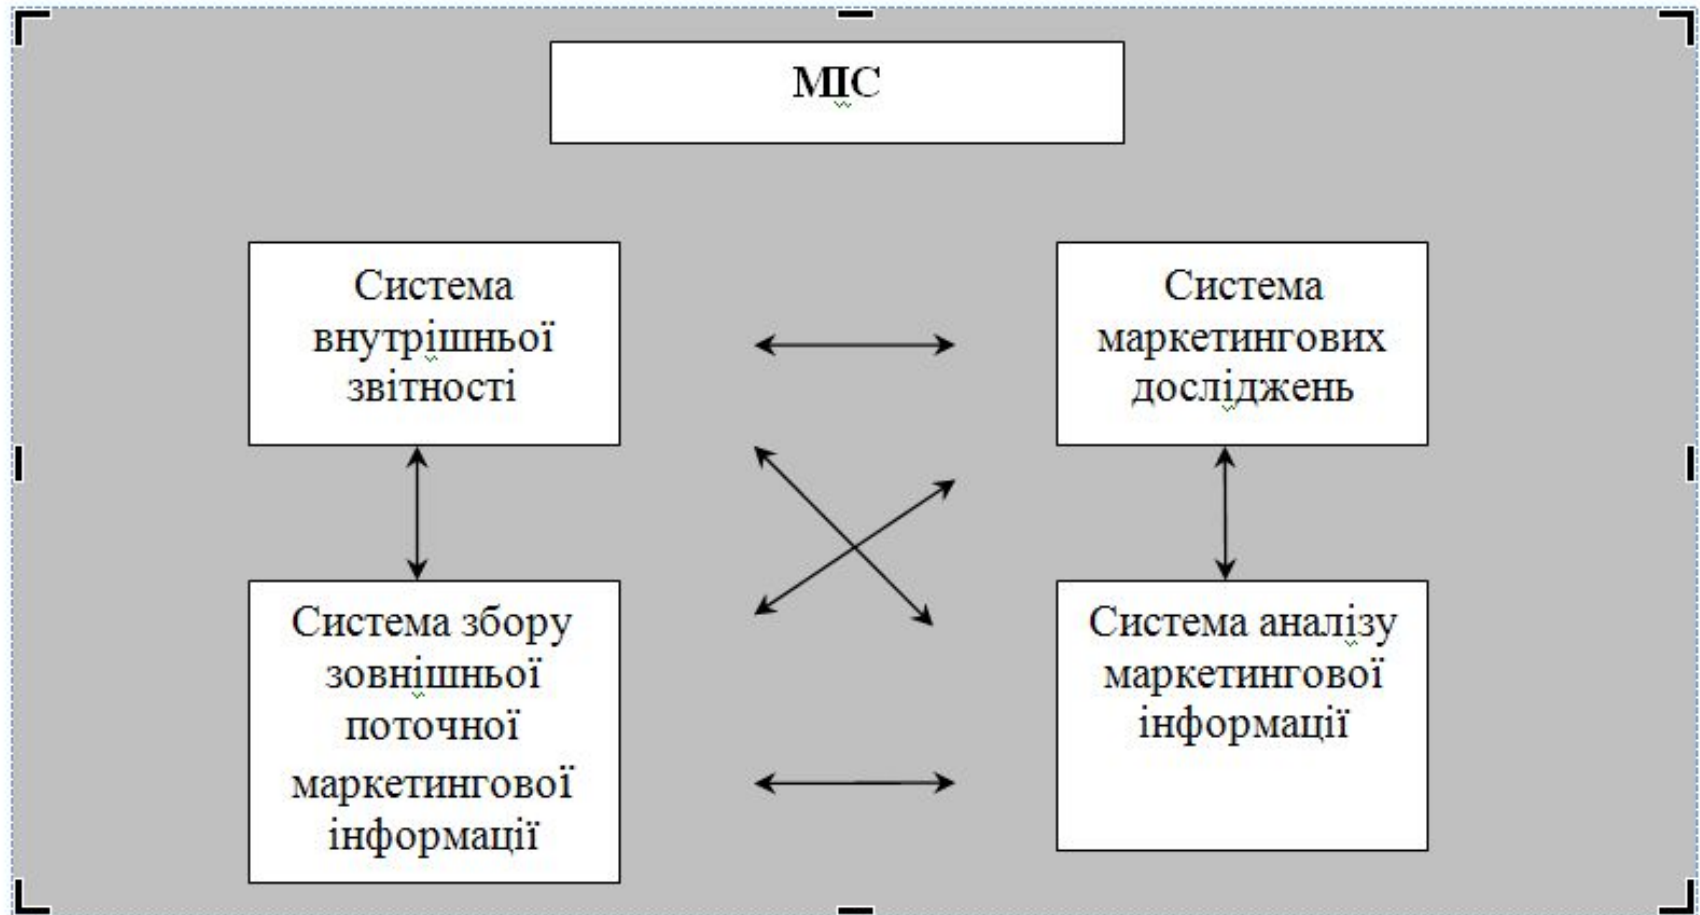 МІС
Система
внутрішньої
звітності
Система
маркетингових
досліджень
Система збору
зовнішньої
поточної
маркетингової
інформації
Система аналізу
маркетингової
інформації